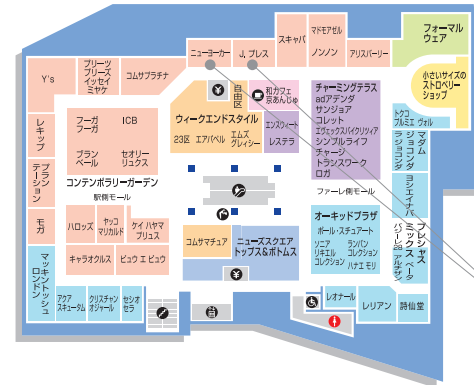 ニューヨーカー
J. プレス
スキャパ
マドモアゼル
ノンノン
アリスバーリー
フォーマル
ウェア
Y's
プリーツ
プリーズ
イッセイ
ミヤケ
コムサプラチナ
小さいサイズの
ストロベリー
ショップ
¥
自由区
和カフェ
京あんじゅ
ウィークエンドスタイル
23区 エアパペル
エムズ
グレイシー
エンスウィート
レステラ
チャーミングテラス
adアデンダ
サンジョア
コレット
エヴェックスバイクリツィア
シンプルライフ
チャージ
トランスワーク
ロガ
ファーレ側モール
トクコ
プルミエ ヴォル
マダム
ジョコンダ
ラ ジョコンダ
ヨシエイナバ
プレシャス
ミックス
レキップ
フーガ
フーガ
ICB
ブラン
ベール
セオリー
リュクス
プランテーション
コンテンポラリーガーデン
駅側モール
モガ
ハロッズ
ヤッコ
マリカルド
ケイ ハヤマ
プリュス
キャラオクルス
ビュウ エ ビュウ
マッキントッシュ
ロンドン
アクア
スキュータム
クリスチャン
オジャール
セシオ
セラ
コムサマチュア
ニューズスクエア
トップス&ボトムス
¥
オーキッドプラザ
ポール・スチュアート
ソニア
リキエル
コレクション
ランバン
コレクション
ハナエ モリ
レオナール
レリアン
詩仙堂